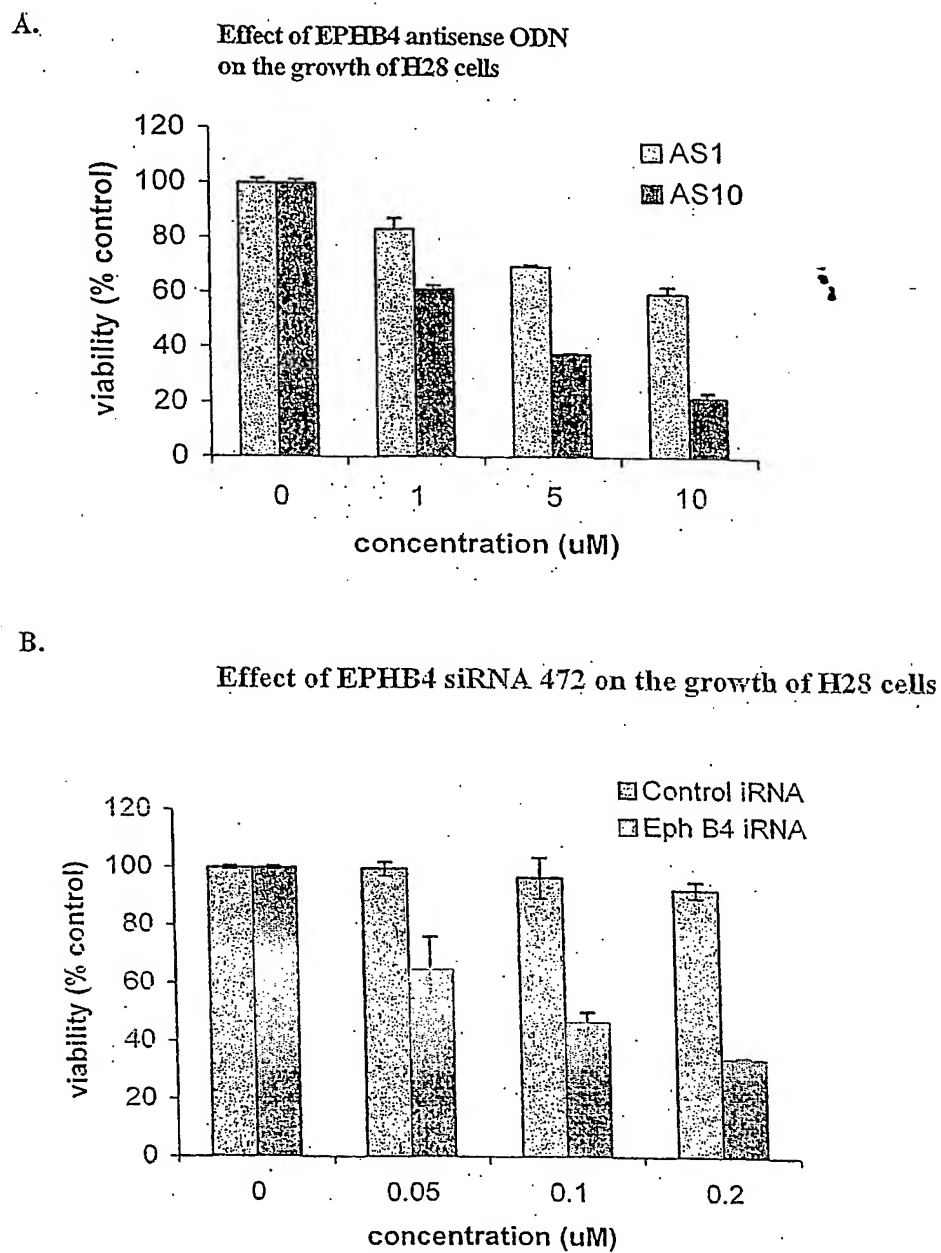 A.
Effect of EPHB4 antisense ODN
on the growth of H28 cells
120
100
80
60
40
20
0
viability (% control)
AS1
AS10
0 1 5 10
concentration (uM)
B.
Effect of EPHB4 siRNA 472 on the growth of H28 cells
120
100
80
60
40
20
0
viability (% control)
Control iRNA
Eph B4 iRNA
0 0.05 0.1 0.2
concentration (uM)